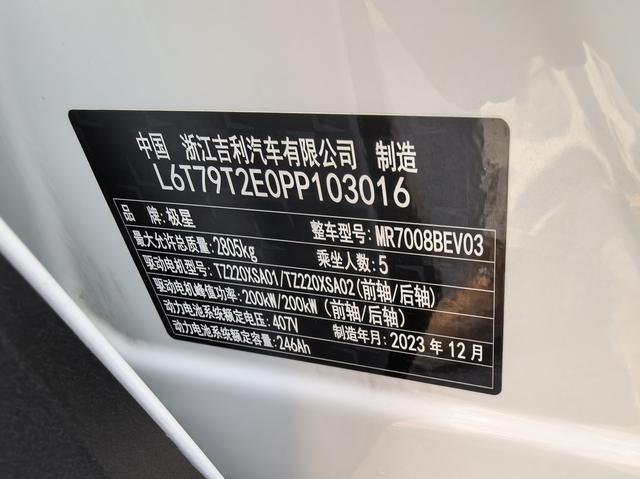 中国 浙江吉利汽车有限公司 制造
L6T79T2E0PP103016
品 牌:极星 整车型号:MR7008BEV03
最大允许总质量:2805kg 乘坐人数:5
驱动电机型号:TZ220XSA01/TZ220XSA02(前轴/后轴)
驱动电机峰值功率:200kW/200kW (前轴/后轴)
动力电池系统额定电压:407V 制造年月:2023 年 12 月
动力电池系统额定容量:246Ah